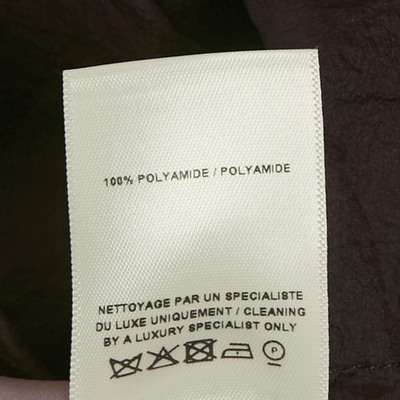 100% POLYAMIDE / POLYAMIDE
NETTOYAGE PAR UN SPECIALISTE
DU LUXE UNIQUEMENT / CLEANING
BY A LUXURY SPECIALIST ONLY
P